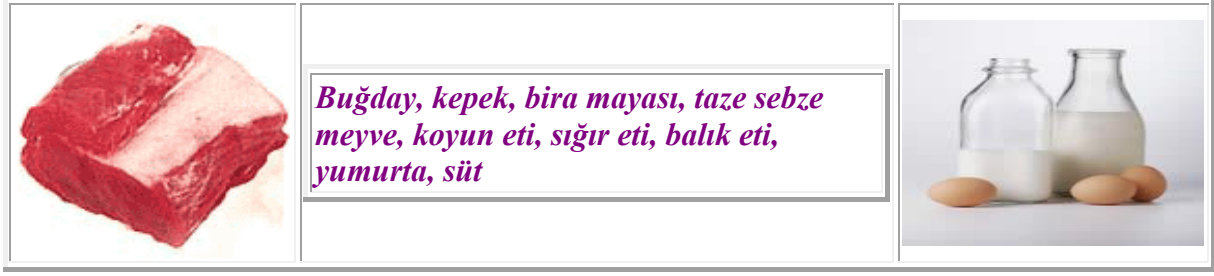 Buğday, kepek, bira mayası, taze sebze
meyve, koyun eti, sığır eti, balık eti,
yumurta, süt